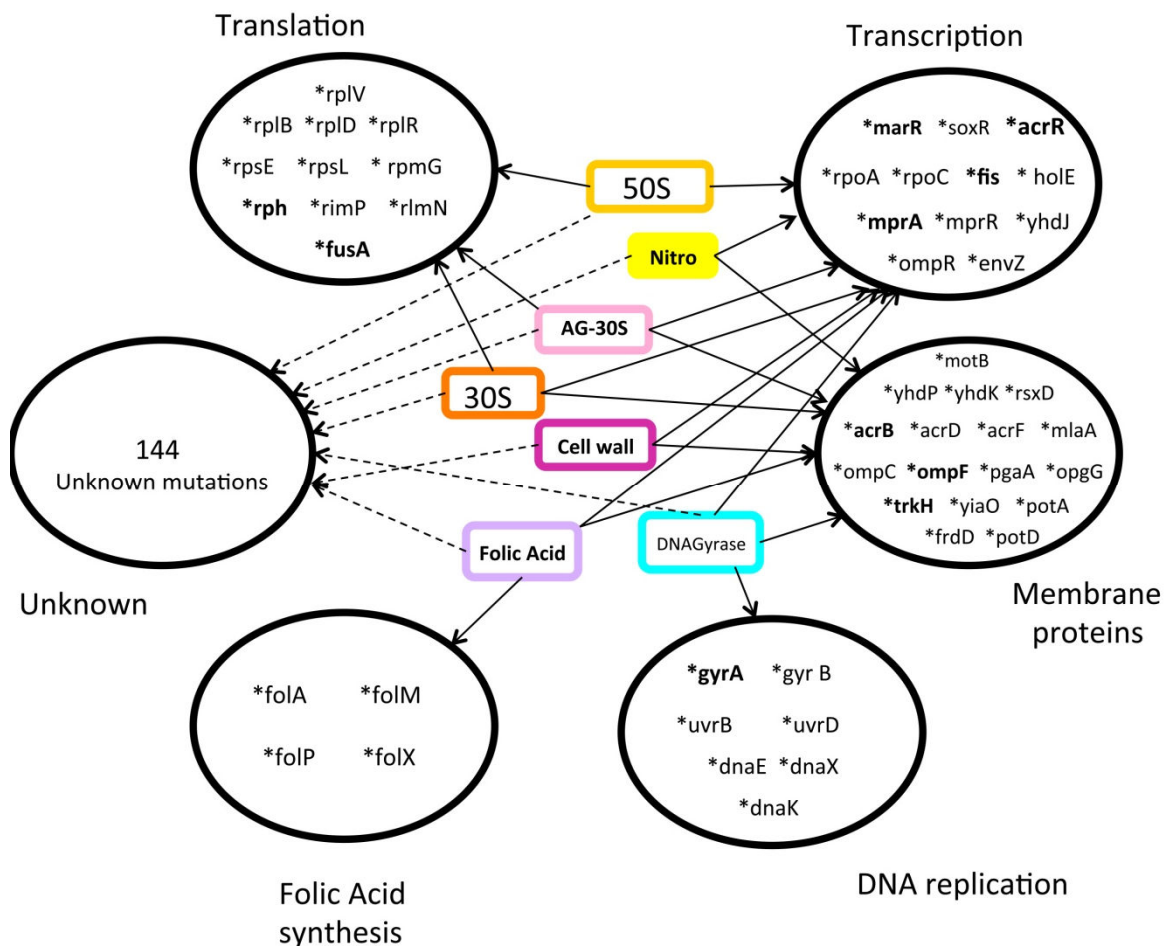 Translation
*rplV
*rplB *rplD *rplR
*rpsE *rpsL * rpmG
*rph *rimP *rlmN
*fusA
Transcription
*marR *soxR *acrR
*rpoA *rpoC *fis * holE
*mprA *mprR *yhdJ
*ompR *envZ
50S
Nitro
AG-30S
30S
Cell wall
Folic Acid
DNAGyrase
144
Unknown mutations
Unknown
*motB
*yhdP *yhdK *rsxD
*acrB *acrD *acrF *mlaA
*ompC *ompF *pgaA *opgG
*trkH *yiaO *potA
*frdD *potD
Membrane
proteins
*folA *folM
*folP *folX
Folic Acid
synthesis
*gyrA *gyr B
*uvrB *uvrD
*dnaE *dnaX
*dnaK
DNA replication